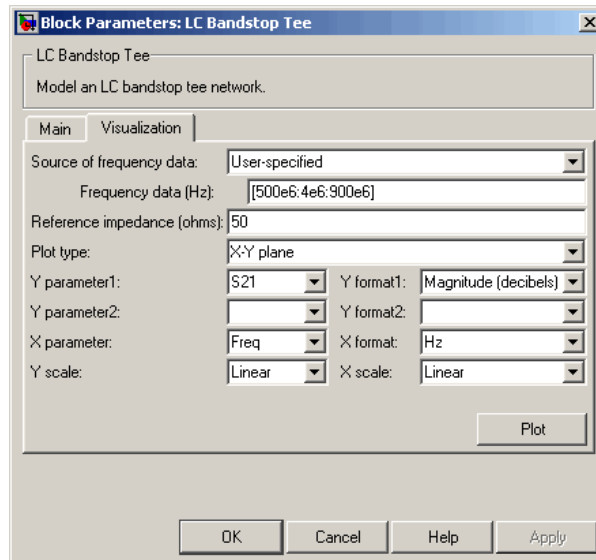 Block Parameters: LC Bandstop Tee
LC Bandstop Tee
Model an LC bandstop tee network.
Main Visualization
Source of frequency data: User-specified
Frequency data (Hz): [500e6:4e6:900e6]
Reference impedance (ohms): 50
Plot type: X-Y plane
Y parameter1: S21 Y format1: Magnitude (decibels)
Y parameter2: Y format2:
X parameter: Freq X format: Hz
Y scale: Linear X scale: Linear
Plot
OK Cancel Help Apply